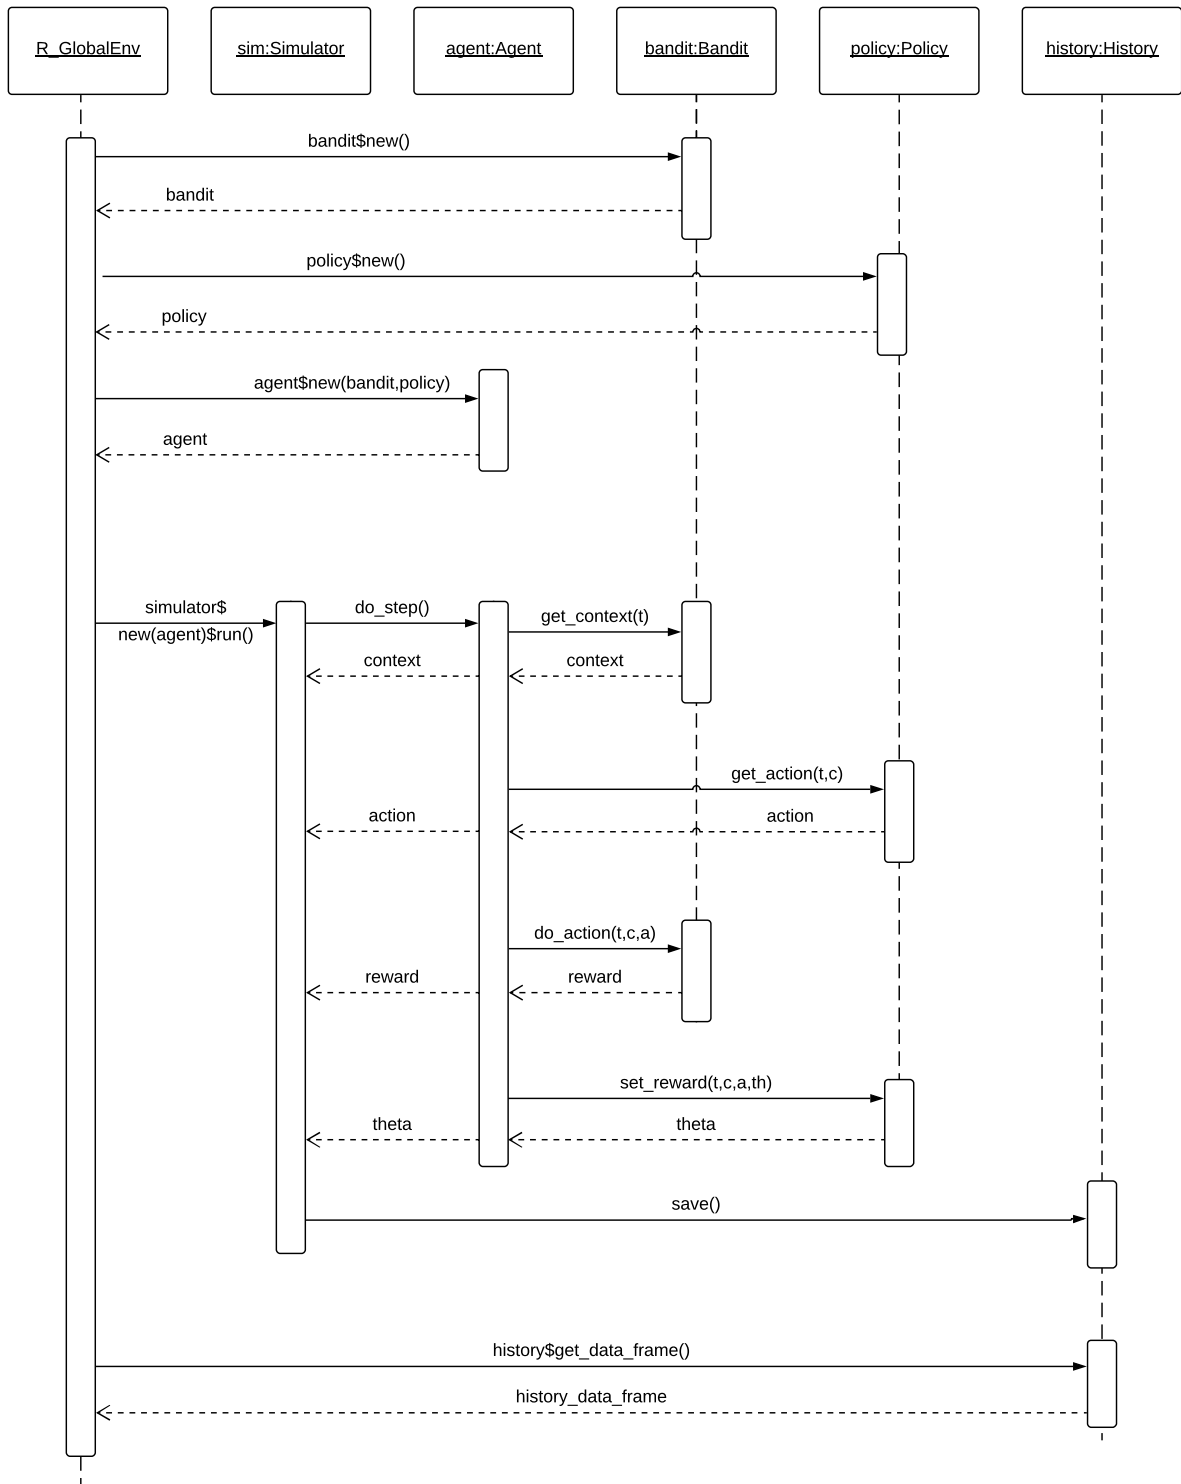 R_GlobalEnv
sim:Simulator
agent:Agent
bandit:Bandit
policy:Policy
history:History
bandit$new()
bandit
policy$new()
policy
agent$new(bandit,policy)
agent
simulator$
new(agent)$run()
do_step()
get_context(t)
context
context
get_action(t,c)
action
action
do_action(t,c,a)
reward
reward
set_reward(t,c,a,th)
theta
theta
save()
history$get_data_frame()
history_data_frame